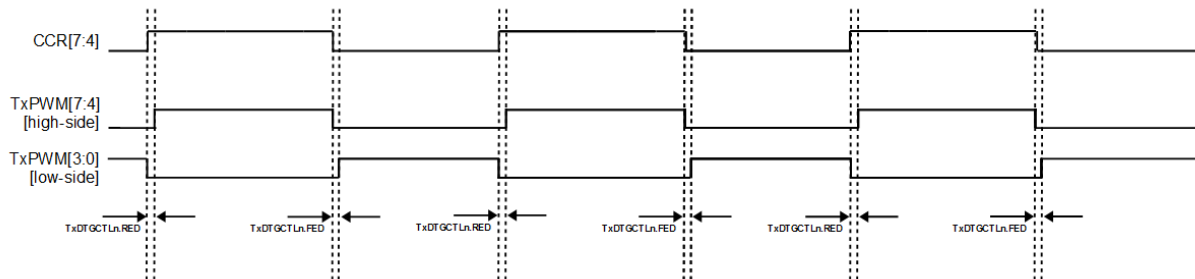 CCR[7:4]
TxPWM[7:4]
[high-side]
TxPWM[3:0]
[low-side]
TxDTGCTLn.RED
TxDTGCTLn.FED
TxDTGCTLn.RED
TxDTGCTLn.FED
TxDTGCTLn.RED
TxDTGCTLn.FED